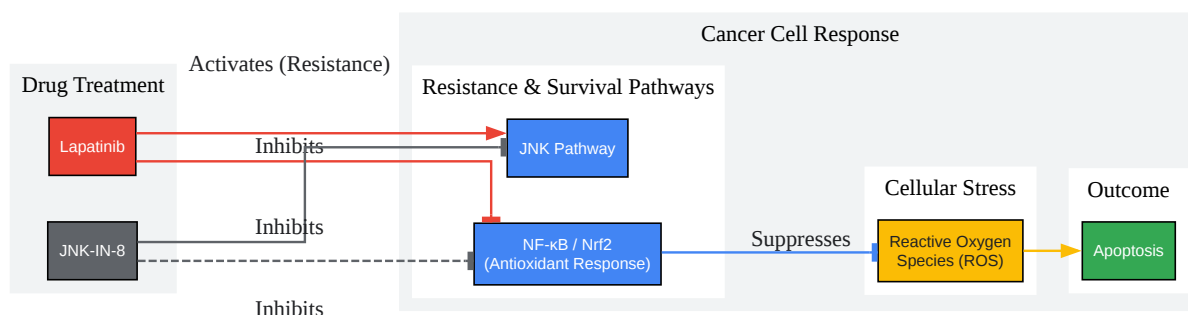 Cancer Cell Response
Activates (Resistance)
Drug Treatment
Resistance & Survival Pathways
Lapatinib
Inhibits
JNK Pathway
Cellular Stress
Outcome
JNK-IN-8
Inhibits
NF-κB / Nrf2
(Antioxidant Response)
Suppresses
Reactive Oxygen
Species (ROS)
Apoptosis
Inhibits